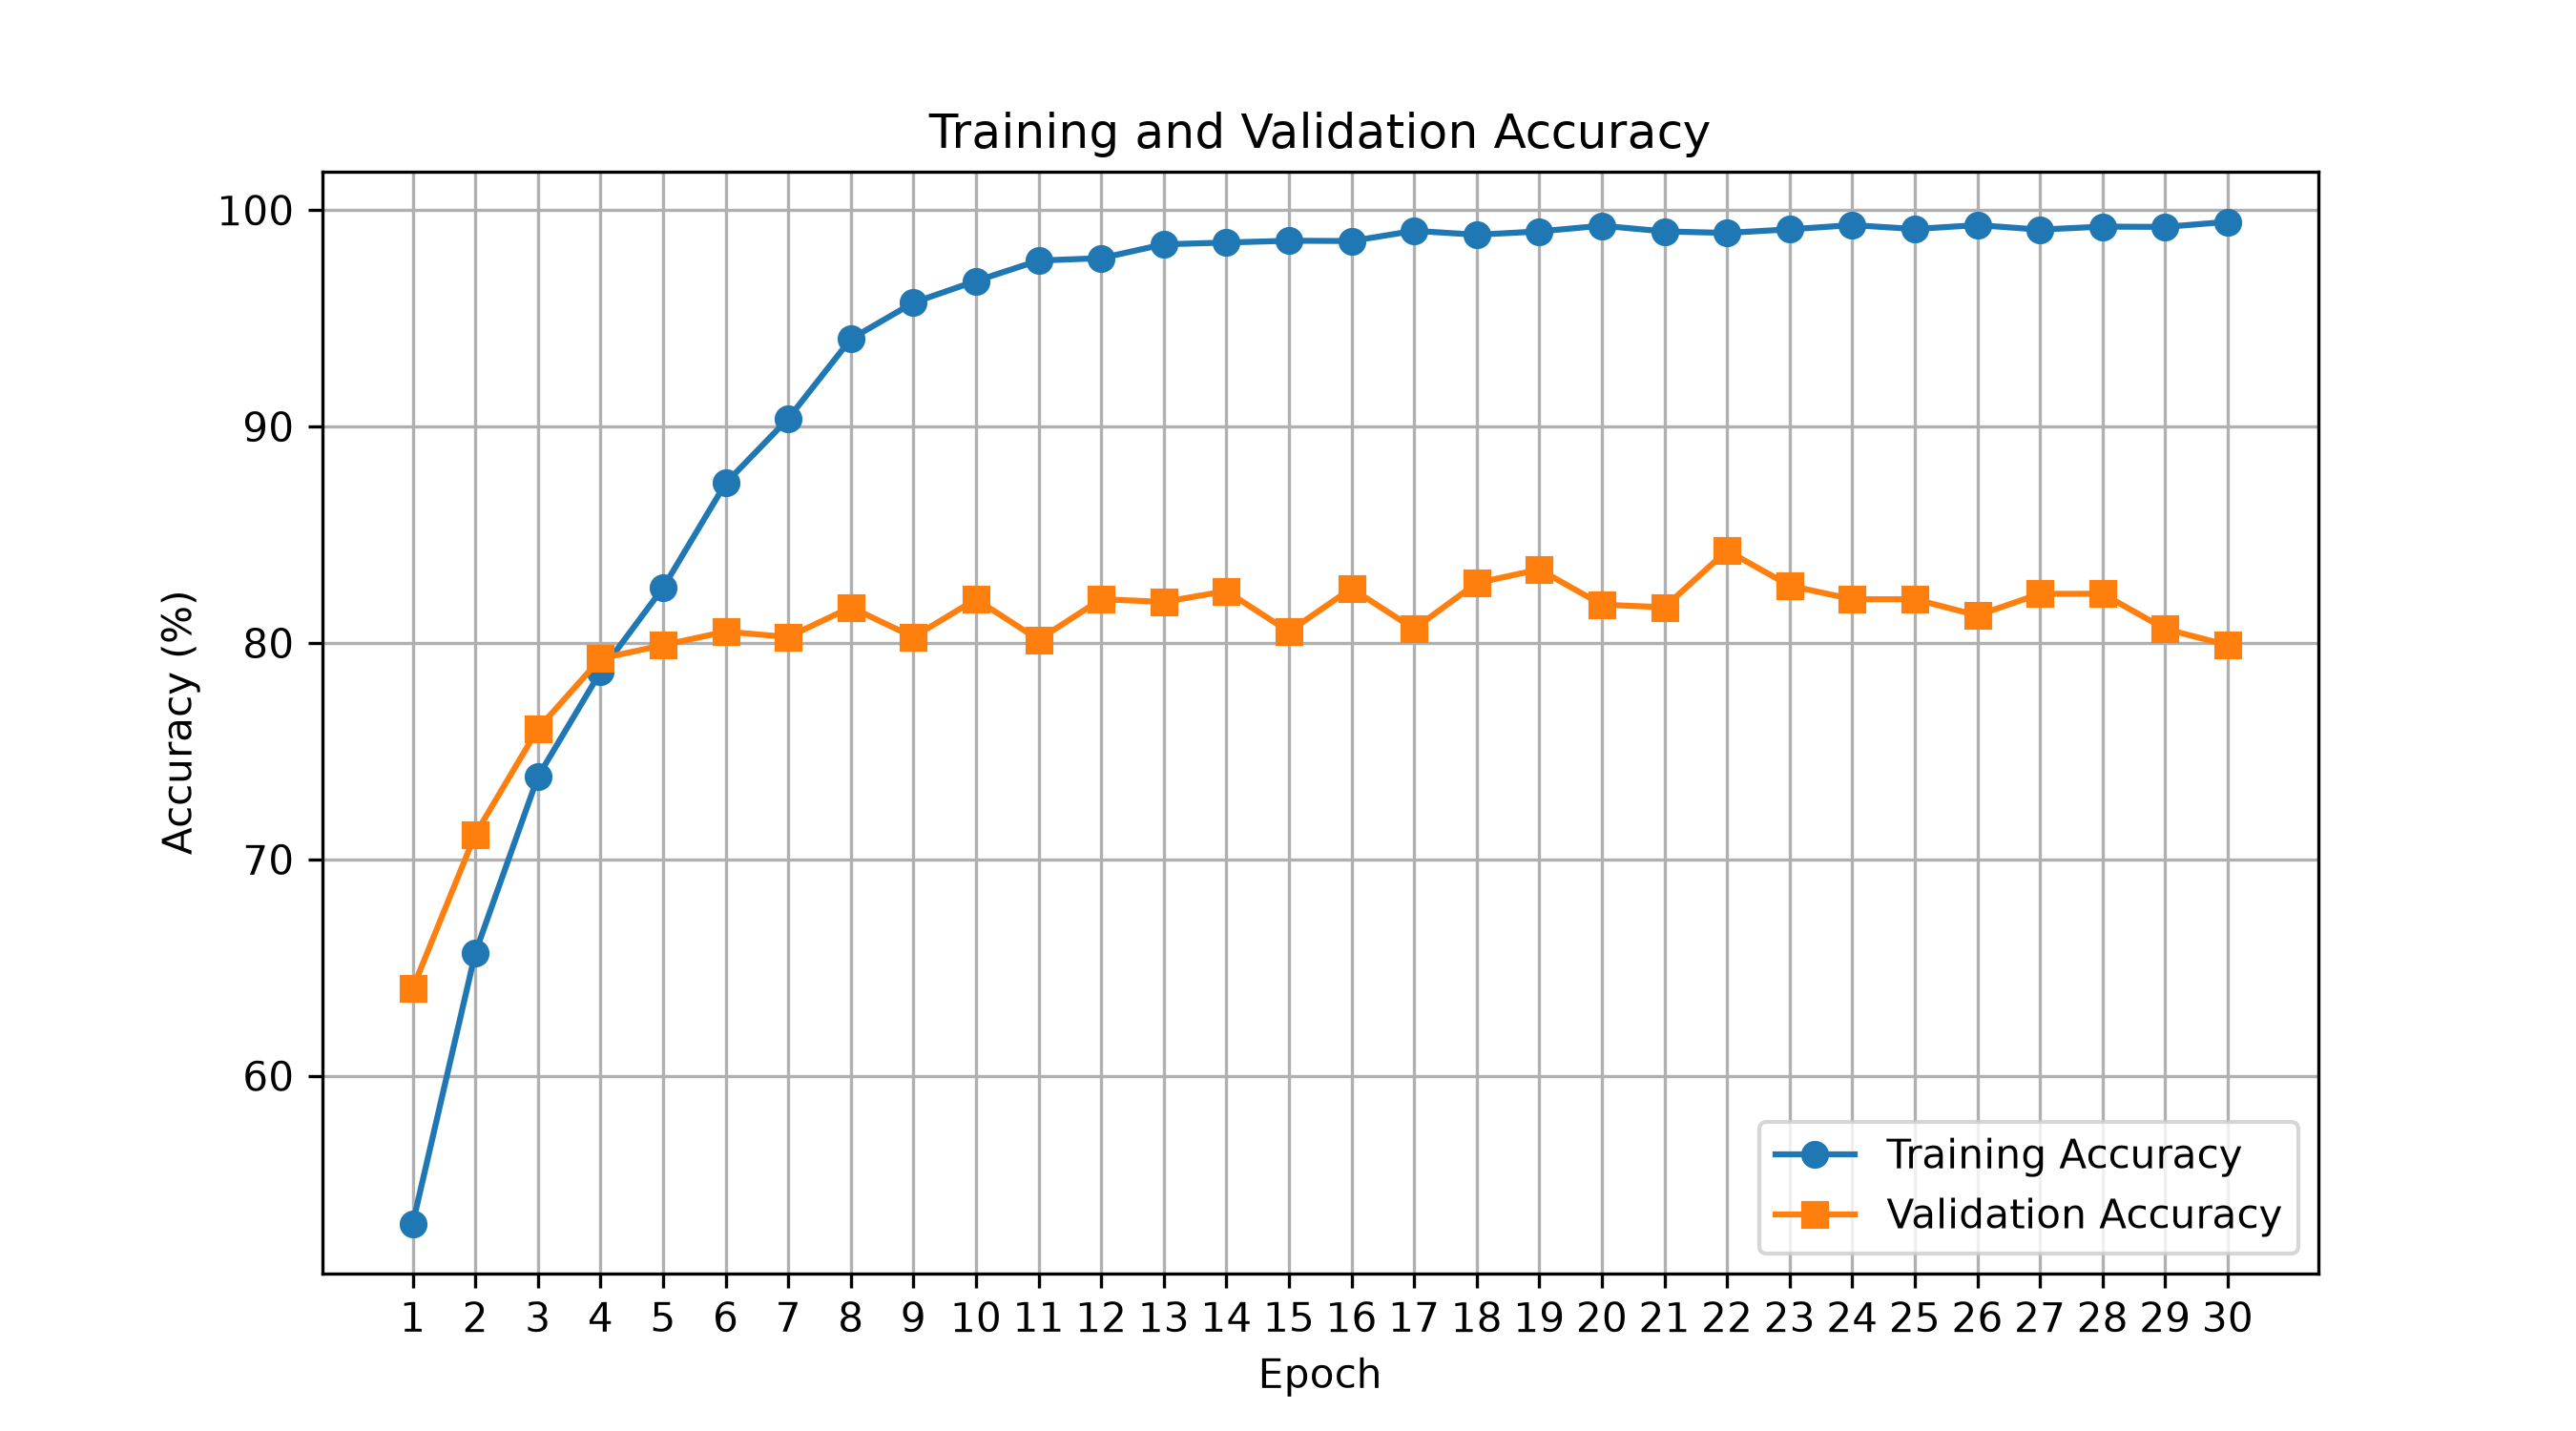 Training and Validation Accuracy
100
90
80
70
60
Accuracy (%)
Training Accuracy
Validation Accuracy
1 2 3 4 5 6 7 8 9 10 11 12 13 14 15 16 17 18 19 20 21 22 23 24 25 26 27 28 29 30
Epoch